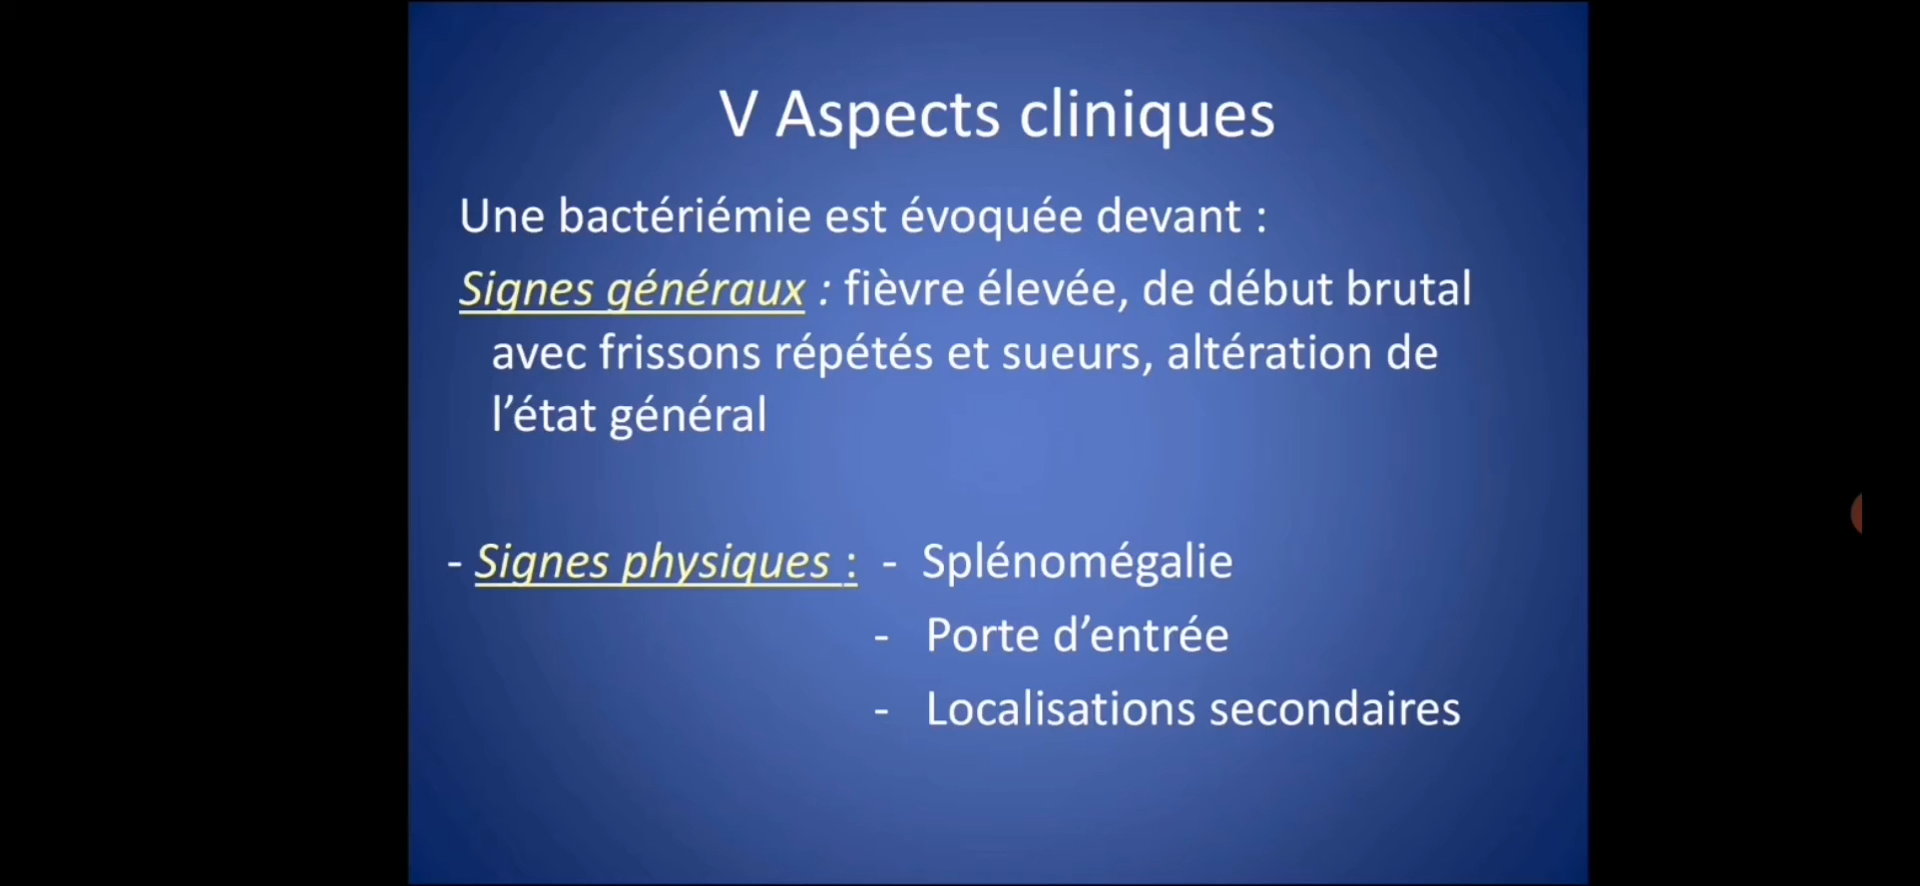 V Aspects cliniques
Une bactériémie est évoquée devant :
Signes généraux : fièvre élevée, de début brutal
avec frissons répétés et sueurs, altération de
l’état général
- Signes physiques : - Splénomégalie
- Porte d’entrée
- Localisations secondaires